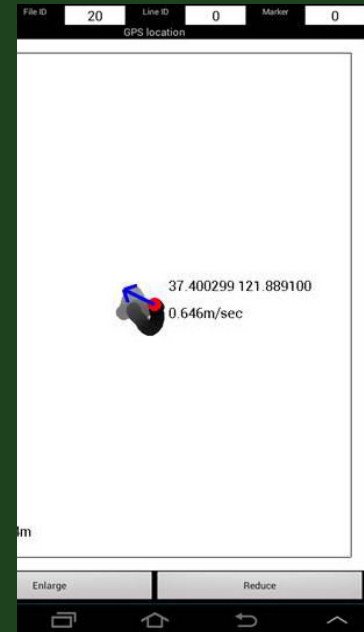 File ID 20 Line ID 0 Marker 0
GPS location
37.400299 121.889100
0.646m/sec
m
Enlarge Reduce